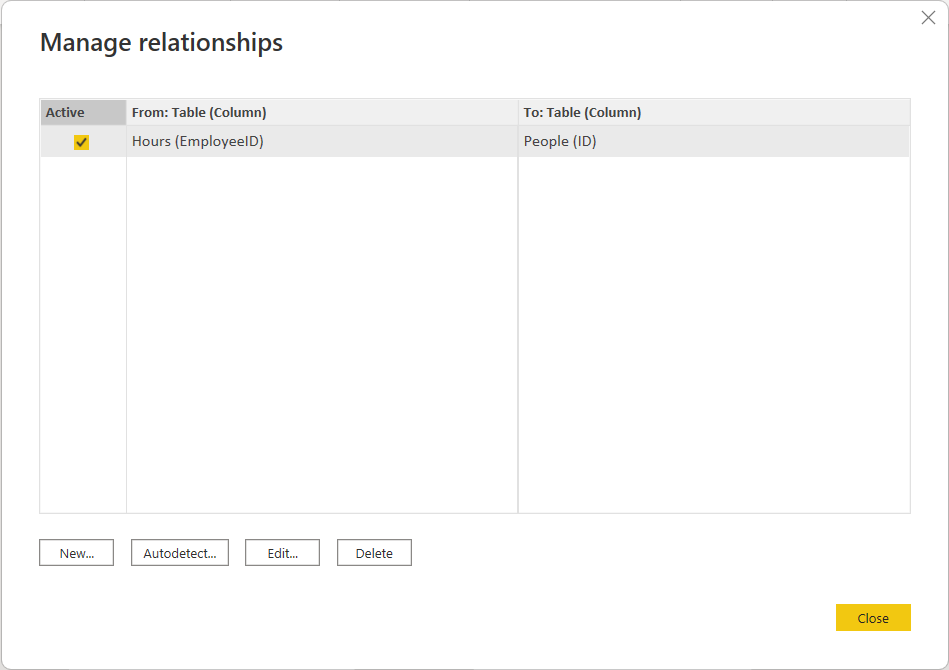 Manage relationships
Active From: Table (Column) To: Table (Column)
Hours (EmployeeID) People (ID)
New... Autodetect... Edit... Delete
Close